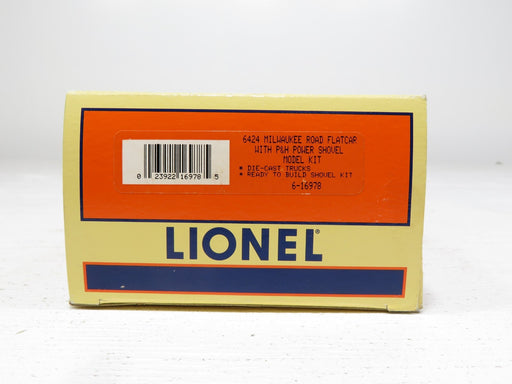 6424 MILWAUKEE ROAD FLATCAR
WITH P&H POWER SHOVEL
MODEL KIT
* DIE-CAST TRUCKS
* READY TO BUILD SHOVEL KIT
6-16978
0 23922 16978 5
LIONEL®